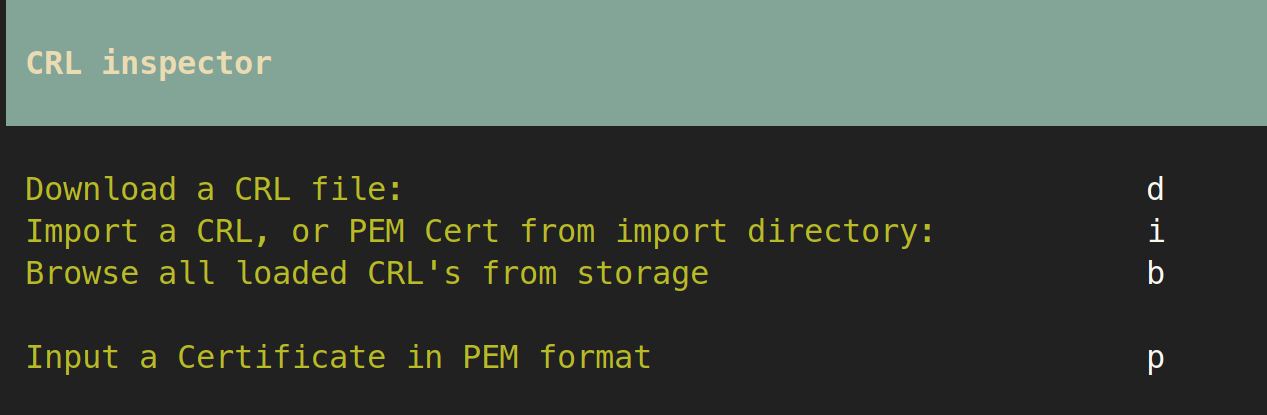 CRL inspector
Download a CRL file: d
Import a CRL, or PEM Cert from import directory: i
Browse all loaded CRL's from storage b
Input a Certificate in PEM format p